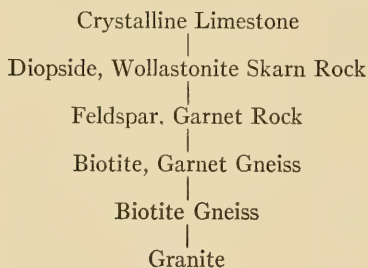 Crystalline Limestone
Diopside, Wollastonite Skarn Rock
Feldspar, Garnet Rock
Biotite, Garnet Gneiss
Biotite Gneiss
Granite